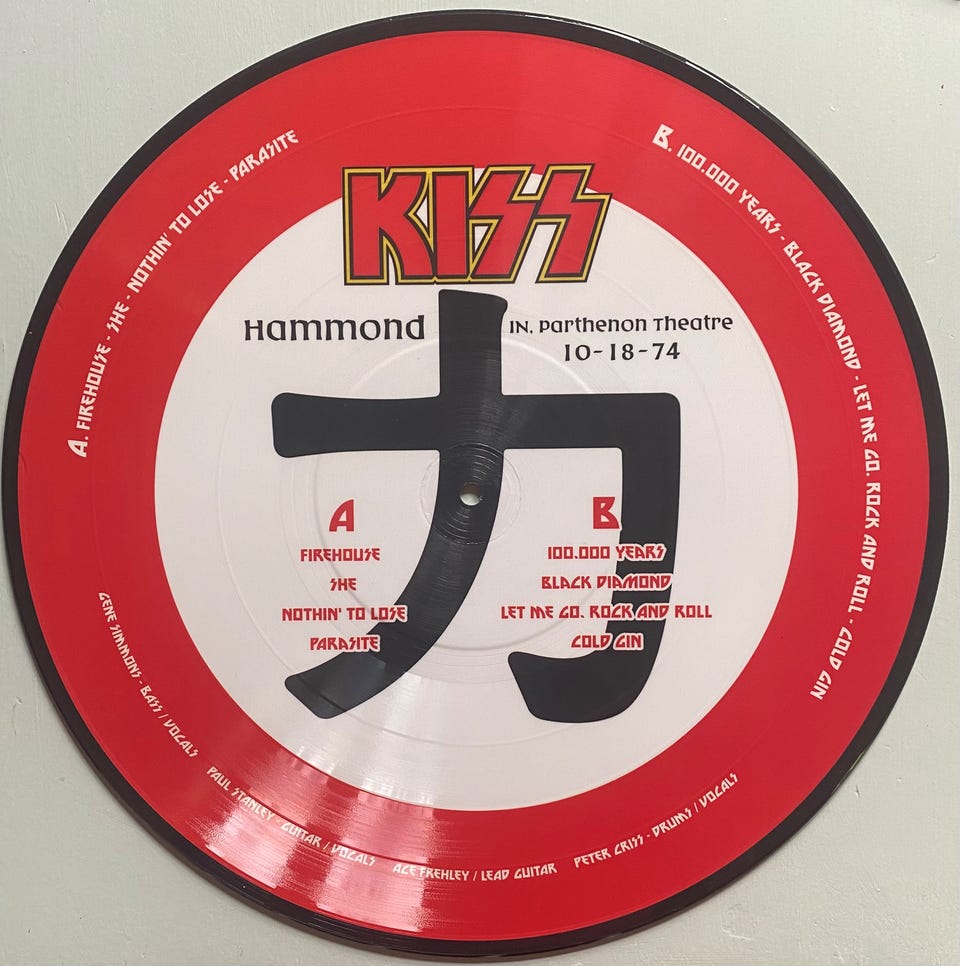 A. FIREHOUSE - SHE - NOTHIN' TO LOSE - PARASITE
B. 100.000 YEARS - BLACK DIAMOND - LET ME GO. ROCK AND ROLL - COLD GIN
KISS
Hammond
IN. Parthenon Theatre
10-18-74
力
A
FIREHOUSE
SHE
NOTHIN' TO LOSE
PARASITE
B
100.000 YEARS
BLACK DIAMOND
LET ME GO. ROCK AND ROLL
COLD GIN
GENE SIMMONS - BASS / VOCALS
PAUL STANLEY - GUITAR / VOCALS
ACE FREHLEY / LEAD GUITAR
PETER CRISS - DRUMS / VOCALS